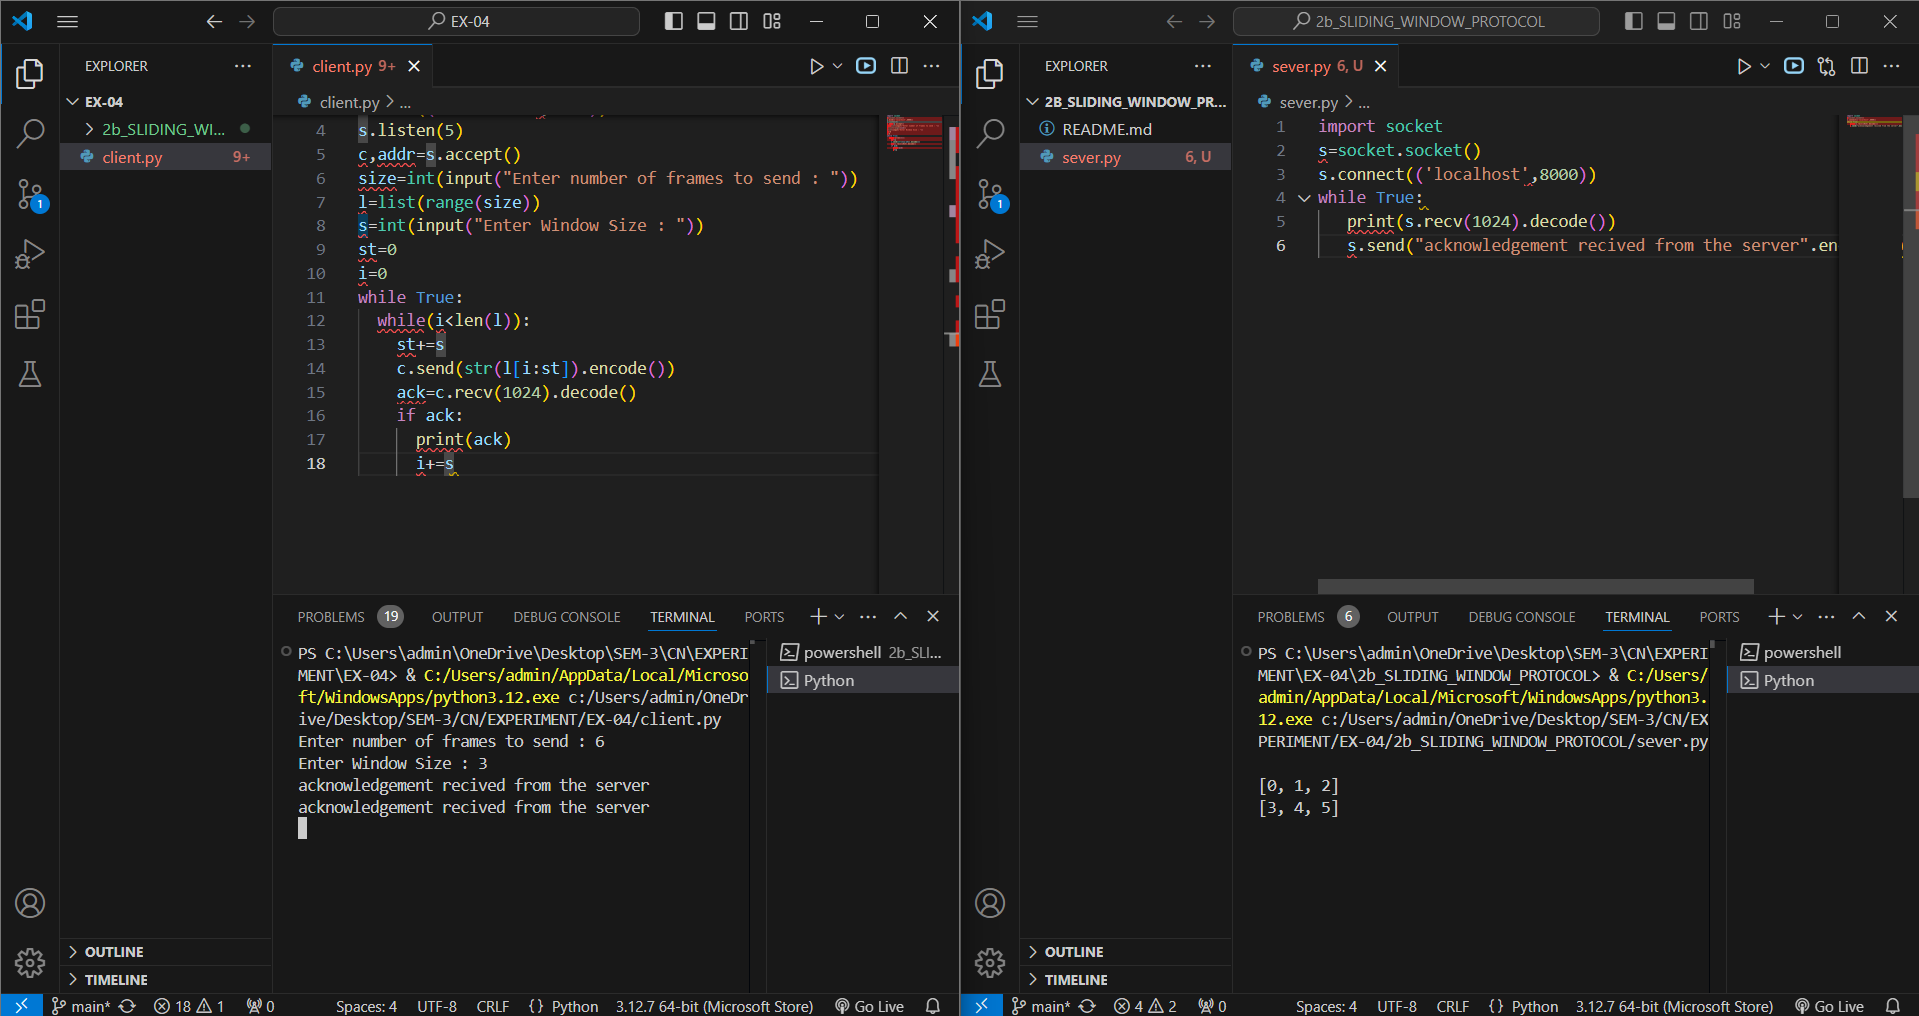 EX-04
EXPLORER
EX-04
2b_SLIDING_WI...
client.py 9+
client.py 9+
client.py > ...
4 s.listen(5)
5 c,addr=s.accept()
6 size=int(input("Enter number of frames to send : "))
7 l=list(range(size))
8 s=int(input("Enter Window Size : "))
9 st=0
10 i=0
11 while True:
12 while(i<len(l)):
13 st+=s
14 c.send(str(l[i:st]).encode())
15 ack=c.recv(1024).decode()
16 if ack:
17 print(ack)
18 i+=s
PROBLEMS 19 OUTPUT DEBUG CONSOLE TERMINAL PORTS
PS C:\Users\admin\OneDrive\Desktop\SEM-3\CN\EXPERI
MENT\EX-04> & C:/Users/admin/AppData/Local/Microso
ft/WindowsApps/python3.12.exe c:/Users/admin/OneDr
ive/Desktop/SEM-3/CN/EXPERIMENT/EX-04/client.py
Enter number of frames to send : 6
Enter Window Size : 3
acknowledgement recived from the server
acknowledgement recived from the server
powershell 2b_SLI...
Python
1
OUTLINE
TIMELINE
main* 18 1 0 Spaces: 4 UTF-8 CRLF {} Python 3.12.7 64-bit (Microsoft Store) Go Live
2b_SLIDING_WINDOW_PROTOCOL
EXPLORER
2B_SLIDING_WINDOW_PR...
README.md
sever.py 6, U
sever.py 6, U
sever.py > ...
1 import socket
2 s=socket.socket()
3 s.connect(('localhost',8000))
4 while True:
5 print(s.recv(1024).decode())
6 s.send("acknowledgement recived from the server".en
PROBLEMS 6 OUTPUT DEBUG CONSOLE TERMINAL PORTS
PS C:\Users\admin\OneDrive\Desktop\SEM-3\CN\EXPERI
MENT\EX-04\2b_SLIDING_WINDOW_PROTOCOL> & C:/Users/
admin/AppData/Local/Microsoft/WindowsApps/python3.
12.exe c:/Users/admin/OneDrive/Desktop/SEM-3/CN/EX
PERIMENT/EX-04/2b_SLIDING_WINDOW_PROTOCOL/sever.py
[0, 1, 2]
[3, 4, 5]
powershell
Python
1
OUTLINE
TIMELINE
main* 4 2 0 Spaces: 4 UTF-8 CRLF {} Python 3.12.7 64-bit (Microsoft Store) Go Live